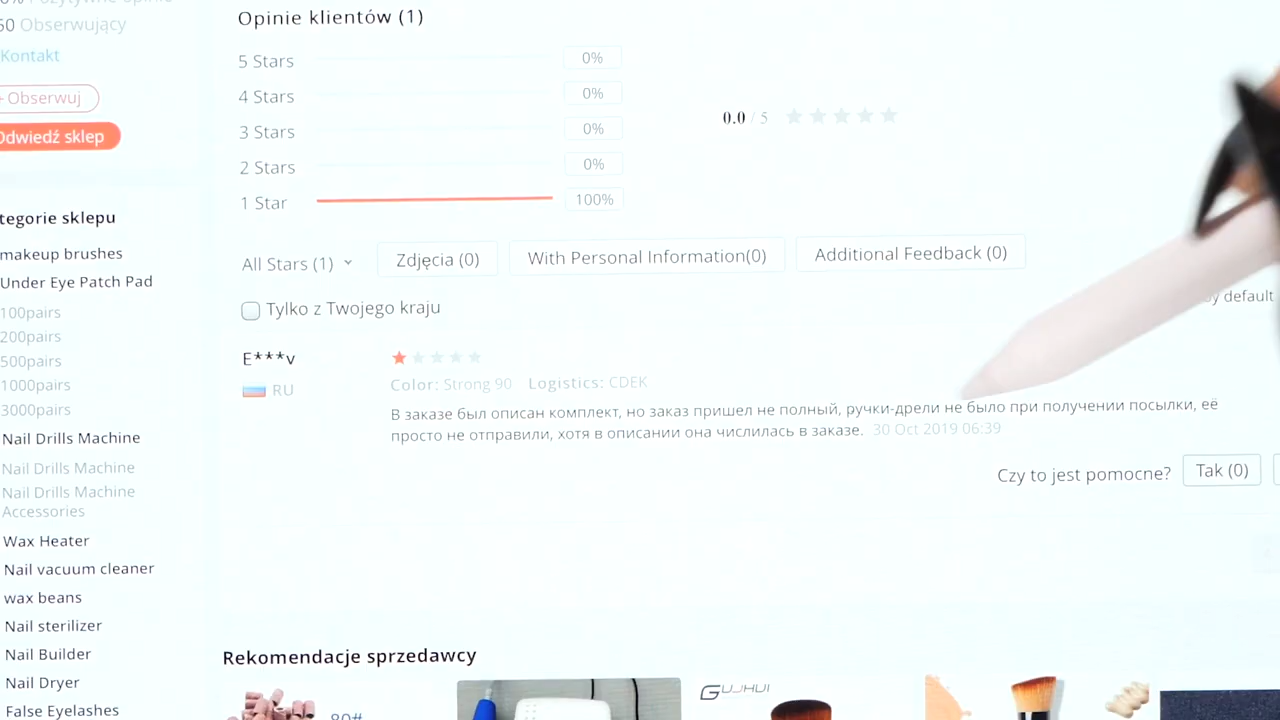 Obserwujący
Kontakt
+ Obserwuj
Odwiedź sklep
tegorie sklepu
makeup brushes
Under Eye Patch Pad
100pairs
200pairs
500pairs
1000pairs
3000pairs
Nail Drills Machine
Nail Drills Machine
Nail Drills Machine
Accessories
Wax Heater
Nail vacuum cleaner
wax beans
Nail sterilizer
Nail Builder
Nail Dryer
False Eyelashes
Opinie klientów (1)
5 Stars 0%
4 Stars 0%
3 Stars 0%
2 Stars 0%
1 Star 100%
0.0 / 5
All Stars (1) Zdjęcia (0) With Personal Information(0) Additional Feedback (0)
Tylko z Twojego kraju
by default
E***v
RU
Color: Strong 90 Logistics: CDEK
В заказе был описан комплект, но заказ пришел не полный, ручки-дрели не было при получении посылки, её
просто не отправили, хотя в описании она числилась в заказе. 30 Oct 2019 06:39
Czy to jest pomocne? Tak (0)
Rekomendacje sprzedawcy
80#
GUJHUI